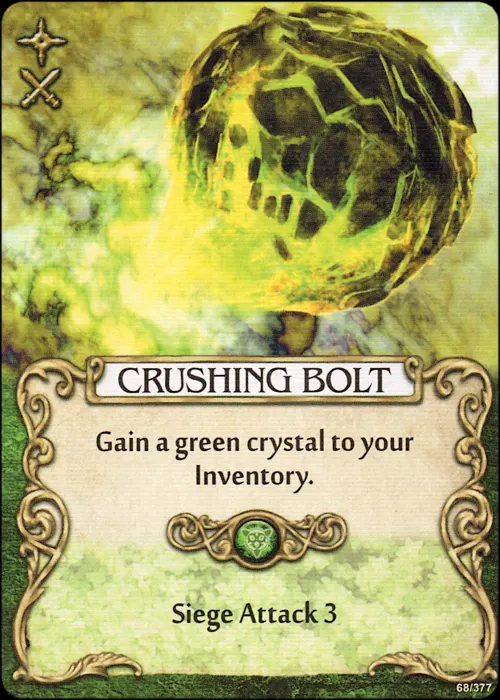 CRUSHING BOLT
Gain a green crystal to your
Inventory.
Siege Attack 3
68/377